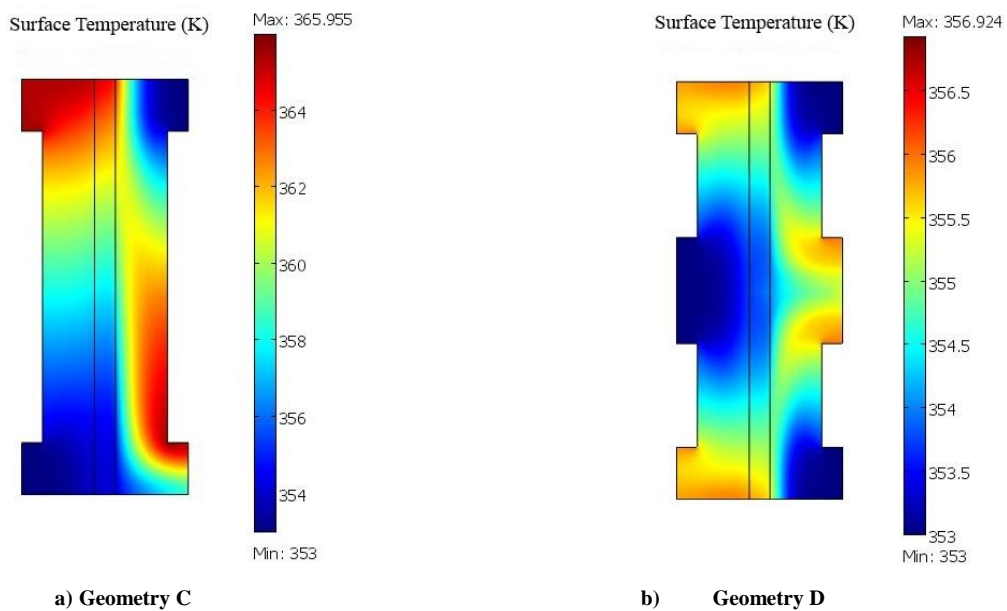 Surface Temperature (K)
Max: 365.955
364
362
360
358
356
354
Min: 353
a) Geometry C
Surface Temperature (K)
Max: 356.924
356.5
356
355.5
355
354.5
354
353.5
353
Min: 353
b) Geometry D